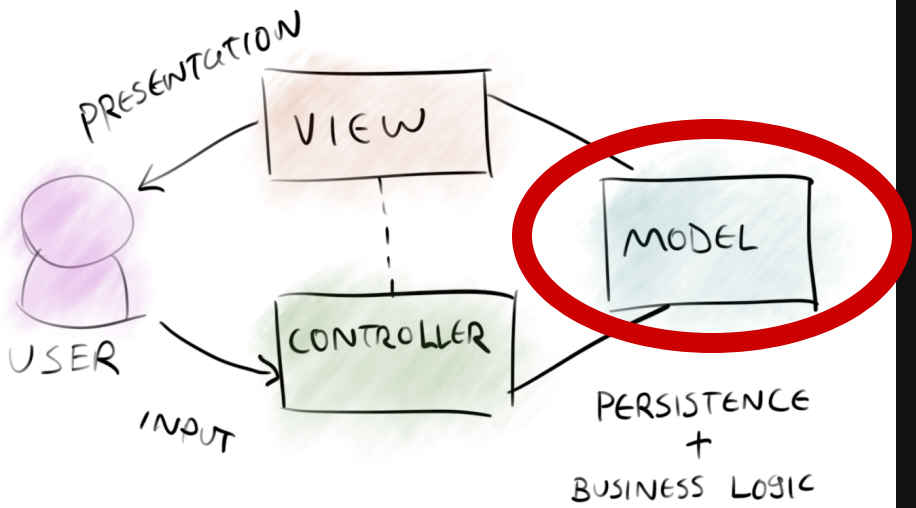 PRESENTATION
VIEW
MODEL
CONTROLLER
USER
INPUT
PERSISTENCE
+
BUSINESS LOGIC